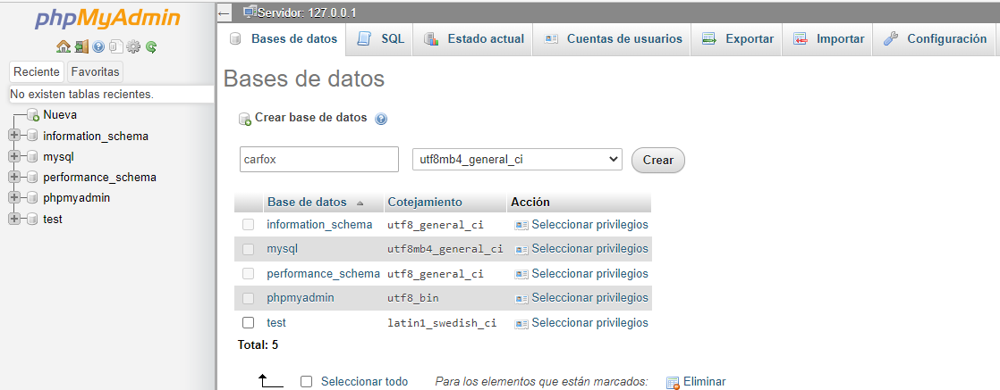 phpMyAdmin
Reciente Favoritas
No existen tablas recientes.
Nueva
information_schema
mysql
performance_schema
phpmyadmin
test
Servidor: 127.0.0.1
Bases de datos SQL Estado actual Cuentas de usuarios Exportar Importar Configuración
Bases de datos
Crear base de datos
carfox utf8mb4_general_ci Crear
Base de datos Cotejamiento Acción
information_schema utf8_general_ci Seleccionar privilegios
mysql utf8mb4_general_ci Seleccionar privilegios
performance_schema utf8_general_ci Seleccionar privilegios
phpmyadmin utf8_bin Seleccionar privilegios
test latin1_swedish_ci Seleccionar privilegios
Total: 5
Seleccionar todo Para los elementos que están marcados: Eliminar